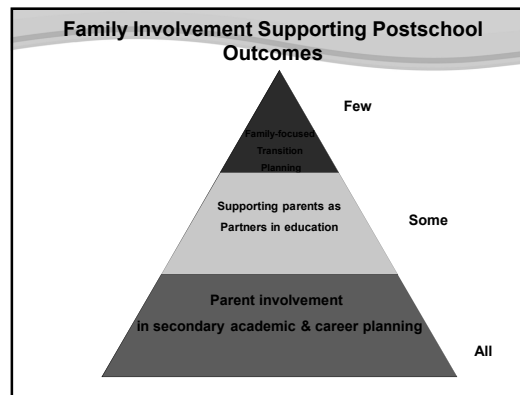 Family Involvement Supporting Postschool
Outcomes
Few
Family-focused
Transition
Planning
Supporting parents as
Partners in education
Some
Parent involvement
in secondary academic & career planning
All